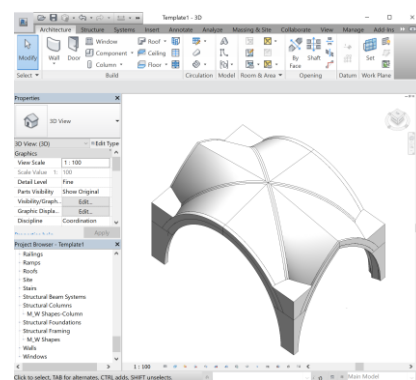 Template1 - 3D
Architecture Structure Systems Insert Annotate Analyze Massing & Site Collaborate View Manage Add-Ins
Modify Wall Door Window Component Column Roof Ceiling Floor By Face Shaft Set
Select Build Circulation Model Room & Area Opening Datum Work Plane
Properties
3D View
3D View: {3D} Edit Type
Graphics
View Scale 1 : 100
Scale Value 1: 100
Detail Level Fine
Parts Visibility Show Original
Visibility/Graph... Edit...
Graphic Displa... Edit...
Discipline Coordination
Properties help Apply
Project Browser - Template1
Railings
Ramps
Roofs
Site
Stairs
Structural Beam Systems
Structural Columns
M_W Shapes-Column
Structural Foundations
Structural Framing
M_W Shapes
Walls
Windows
1 : 100
Click to select, TAB for alternates, CTRL adds, SHIFT unselects. Main Model